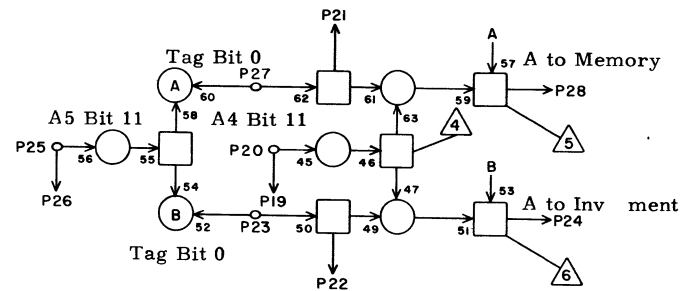 P21
A
Tag Bit 0
P27
57
A to Memory
A
60
62
61
59
P28
A5 Bit 11
58
A4 Bit 11
63
4
5
P25
56
55
P20
45
46
P26
54
P19
47
B
53
B
52
P23
50
49
51
A to Inv ment
P24
Tag Bit 0
P22
6